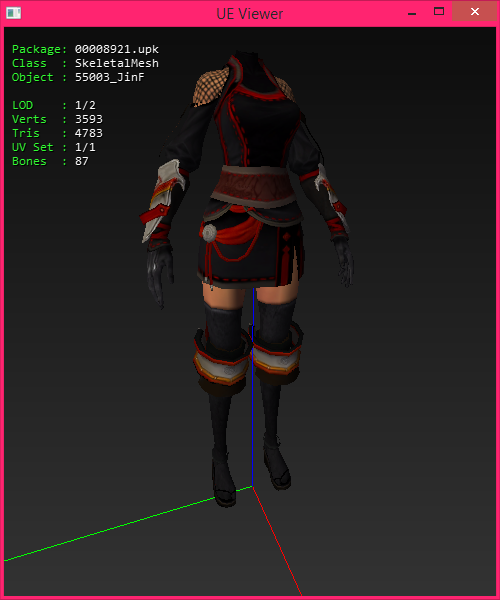 UE Viewer
Package: 00008921.upk
Class  : SkeletalMesh
Object : 55003_JinF
LOD    : 1/2
Verts  : 3593
Tris   : 4783
UV Set : 1/1
Bones  : 87